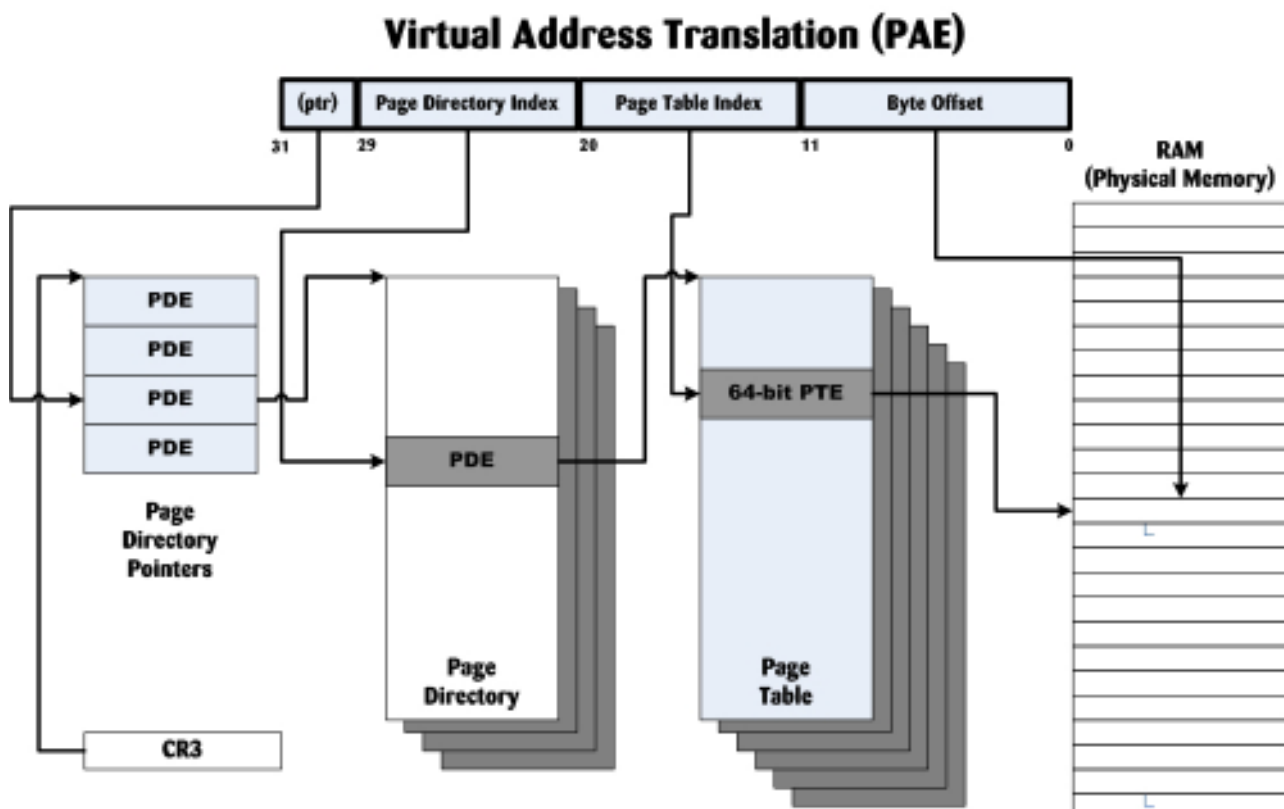 Virtual Address Translation (PAE)
(ptr)
Page Directory Index
Page Table Index
Byte Offset
31
29
20
11
0
RAM
(Physical Memory)
PDE
PDE
PDE
PDE
Page
Directory
Pointers
CR3
PDE
Page
Directory
64-bit PTE
Page
Table